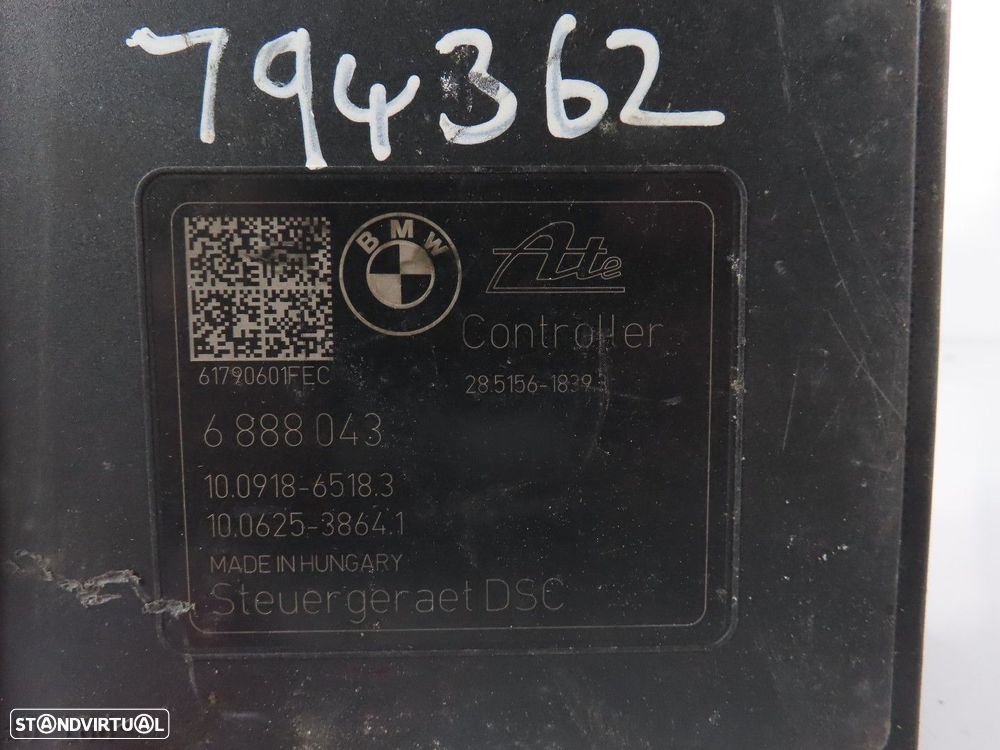 794362
BMW
Ate
Controller
61790601FEC
28.5156-1839.
6 888 043
10.0918-6518.3
10.0625-3864.1
MADE IN HUNGARY
Steuergeraet DSC
STANDVIRTUAL